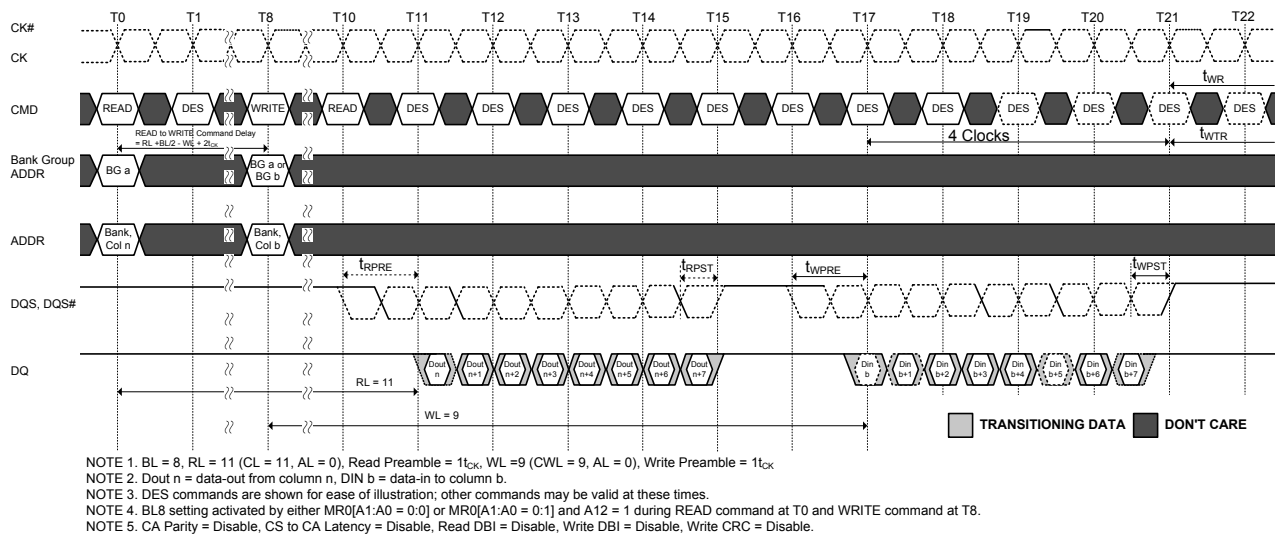 T0 T1 T8 T10 T11 T12 T13 T14 T15 T16 T17 T18 T19 T20 T21 T22
CK#
CK
tWR
CMD READ DES WRITE READ DES DES DES DES DES DES DES DES DES DES DES DES
READ to WRITE Command Delay
= RL +BL/2 - WL + 2tCK
4 Clocks
tWTR
Bank Group
ADDR
BG a
BG a or
BG b
ADDR
Bank,
Col n
Bank,
Col b
tRPRE tRPST tWPRE tWPST
DQS, DQS#
DQ
Dout
n
Dout
n+1
Dout
n+2
Dout
n+3
Dout
n+4
Dout
n+5
Dout
n+6
Dout
n+7
Din
b
Din
b+1
Din
b+2
Din
b+3
Din
b+4
Din
b+5
Din
b+6
Din
b+7
RL = 11
WL = 9
TRANSITIONING DATA DON'T CARE
NOTE 1. BL = 8, RL = 11 (CL = 11, AL = 0), Read Preamble = 1tCK, WL =9 (CWL = 9, AL = 0), Write Preamble = 1tCK
NOTE 2. Dout n = data-out from column n, DIN b = data-in to column b.
NOTE 3. DES commands are shown for ease of illustration; other commands may be valid at these times.
NOTE 4. BL8 setting activated by either MR0[A1:A0 = 0:0] or MR0[A1:A0 = 0:1] and A12 = 1 during READ command at T0 and WRITE command at T8.
NOTE 5. CA Parity = Disable, CS to CA Latency = Disable, Read DBI = Disable, Write DBI = Disable, Write CRC = Disable.